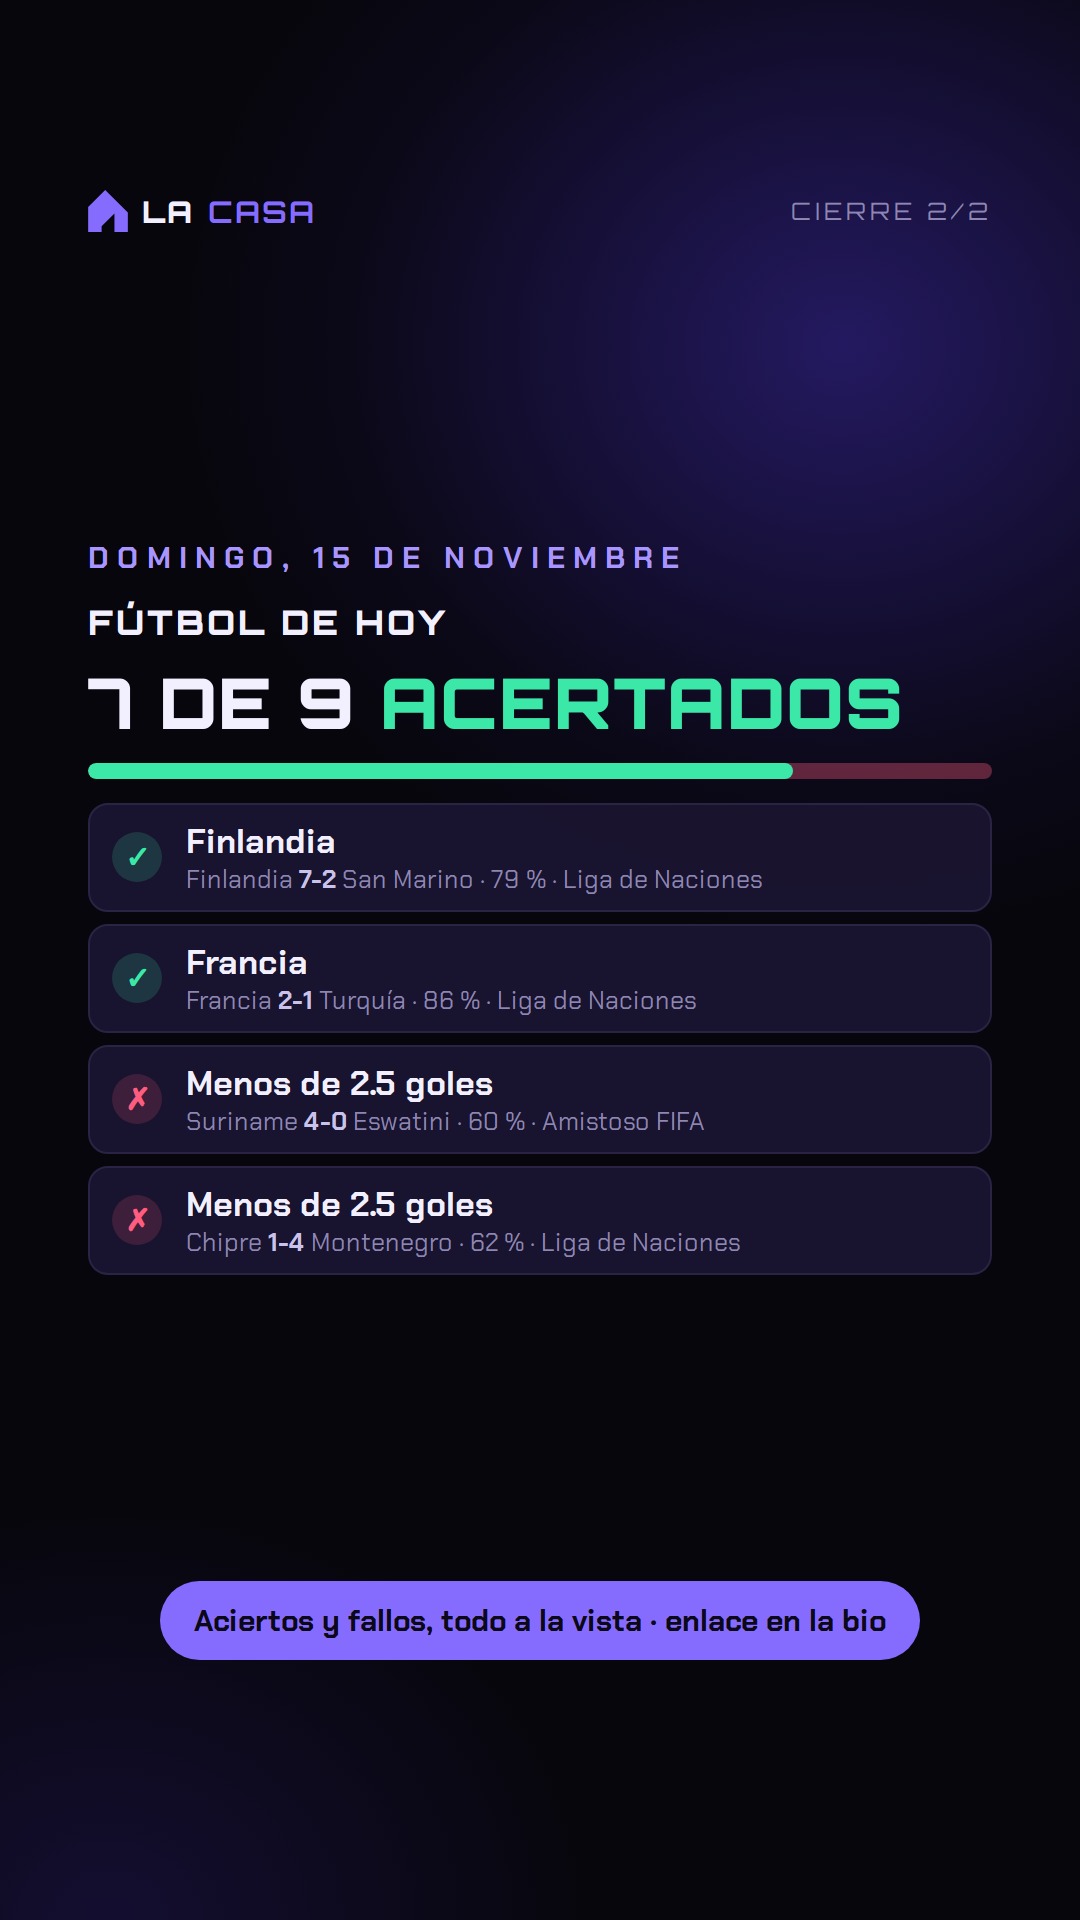 LA CASA
CIERRE 2/2
DOMINGO, 15 DE NOVIEMBRE
FÚTBOL DE HOY
7 DE 9 ACERTADOS
✓ Finlandia
Finlandia 7-2 San Marino · 79 % · Liga de Naciones
✓ Francia
Francia 2-1 Turquía · 86 % · Liga de Naciones
✗ Menos de 2.5 goles
Suriname 4-0 Eswatini · 60 % · Amistoso FIFA
✗ Menos de 2.5 goles
Chipre 1-4 Montenegro · 62 % · Liga de Naciones
Aciertos y fallos, todo a la vista · enlace en la bio